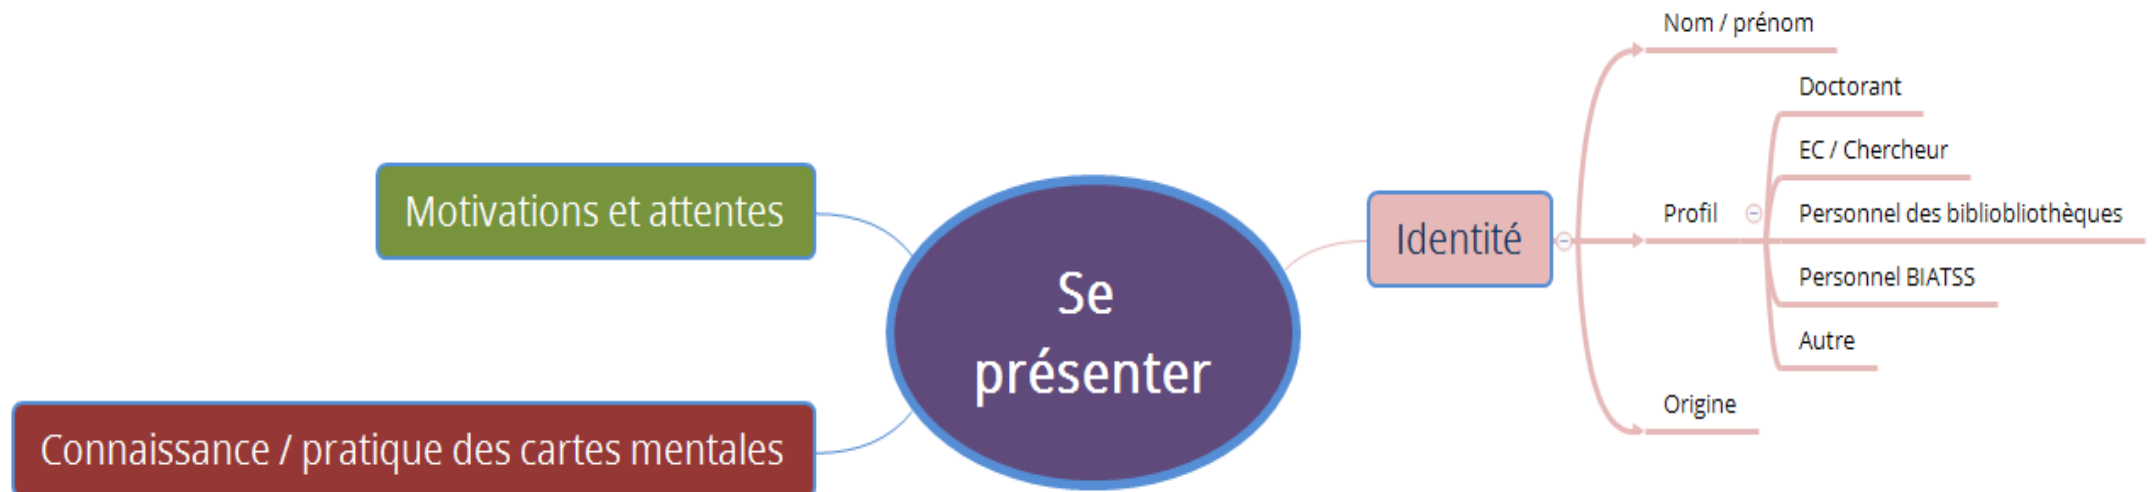 Se
présenter
Identité
Nom / prénom
Profil
Doctorant
EC / Chercheur
Personnel des bibliobliothèques
Personnel BIATSS
Autre
Origine
Motivations et attentes
Connaissance / pratique des cartes mentales